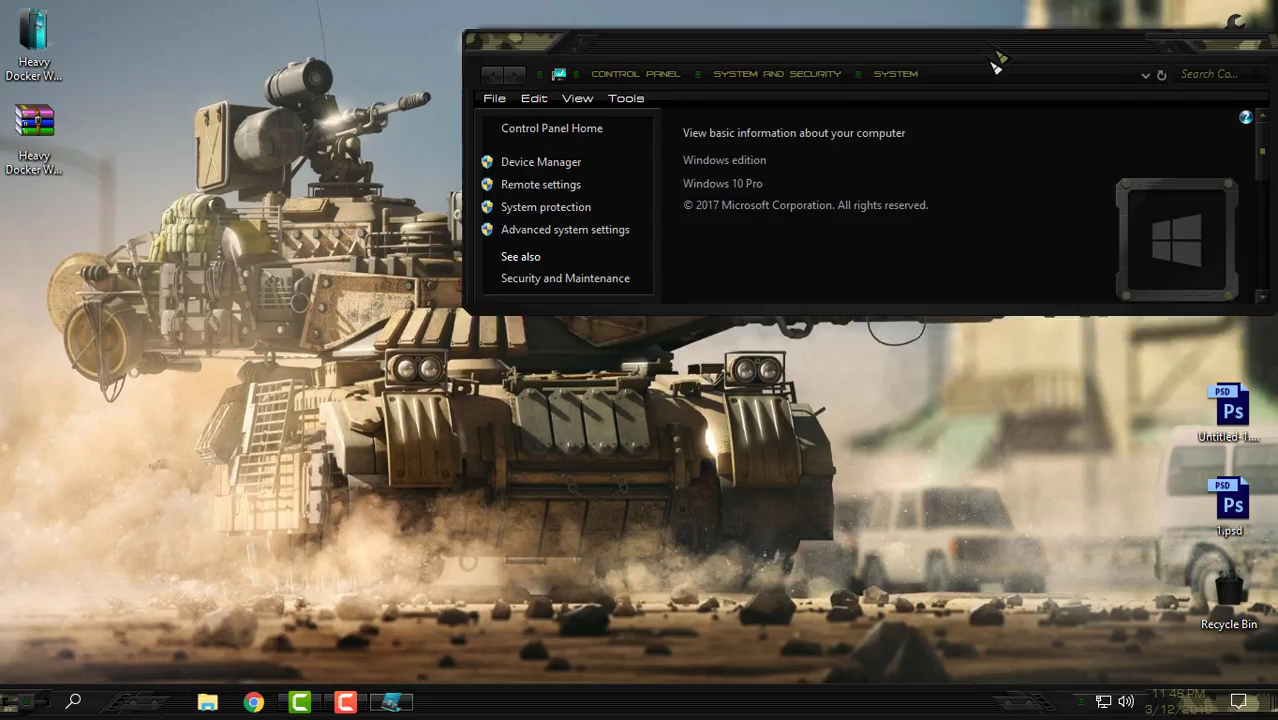 Heavy
Docker W...
Heavy
Docker W...
CONTROL PANEL
SYSTEM AND SECURITY
SYSTEM
Search Co...
File
Edit
View
Tools
Control Panel Home
Device Manager
Remote settings
System protection
Advanced system settings
See also
Security and Maintenance
View basic information about your computer
Windows edition
Windows 10 Pro
© 2017 Microsoft Corporation. All rights reserved.
PSD
Ps
Untitled-1....
PSD
Ps
1.psd
Recycle Bin
11:48 PM